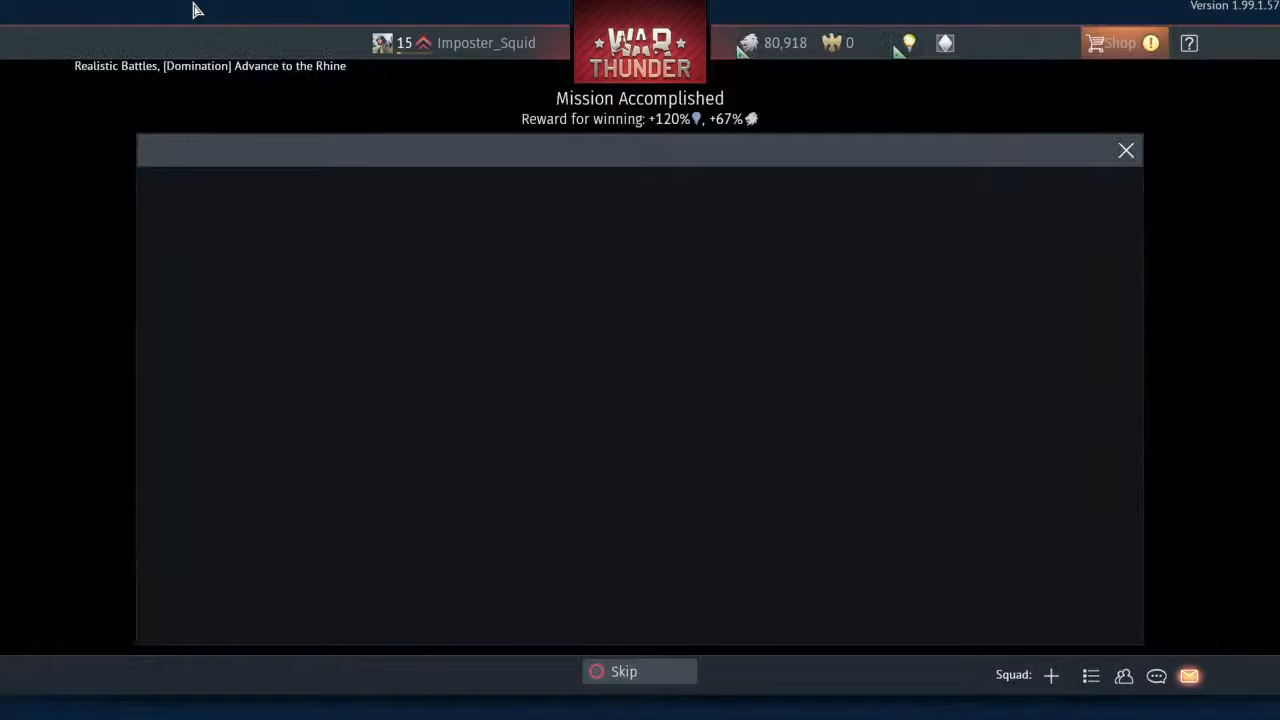 Version 1.99.1.57
15 Imposter_Squid
WAR
THUNDER
80,918
0
Shop
Realistic Battles, [Domination] Advance to the Rhine
Mission Accomplished
Reward for winning: +120%, +67%
Skip
Squad: